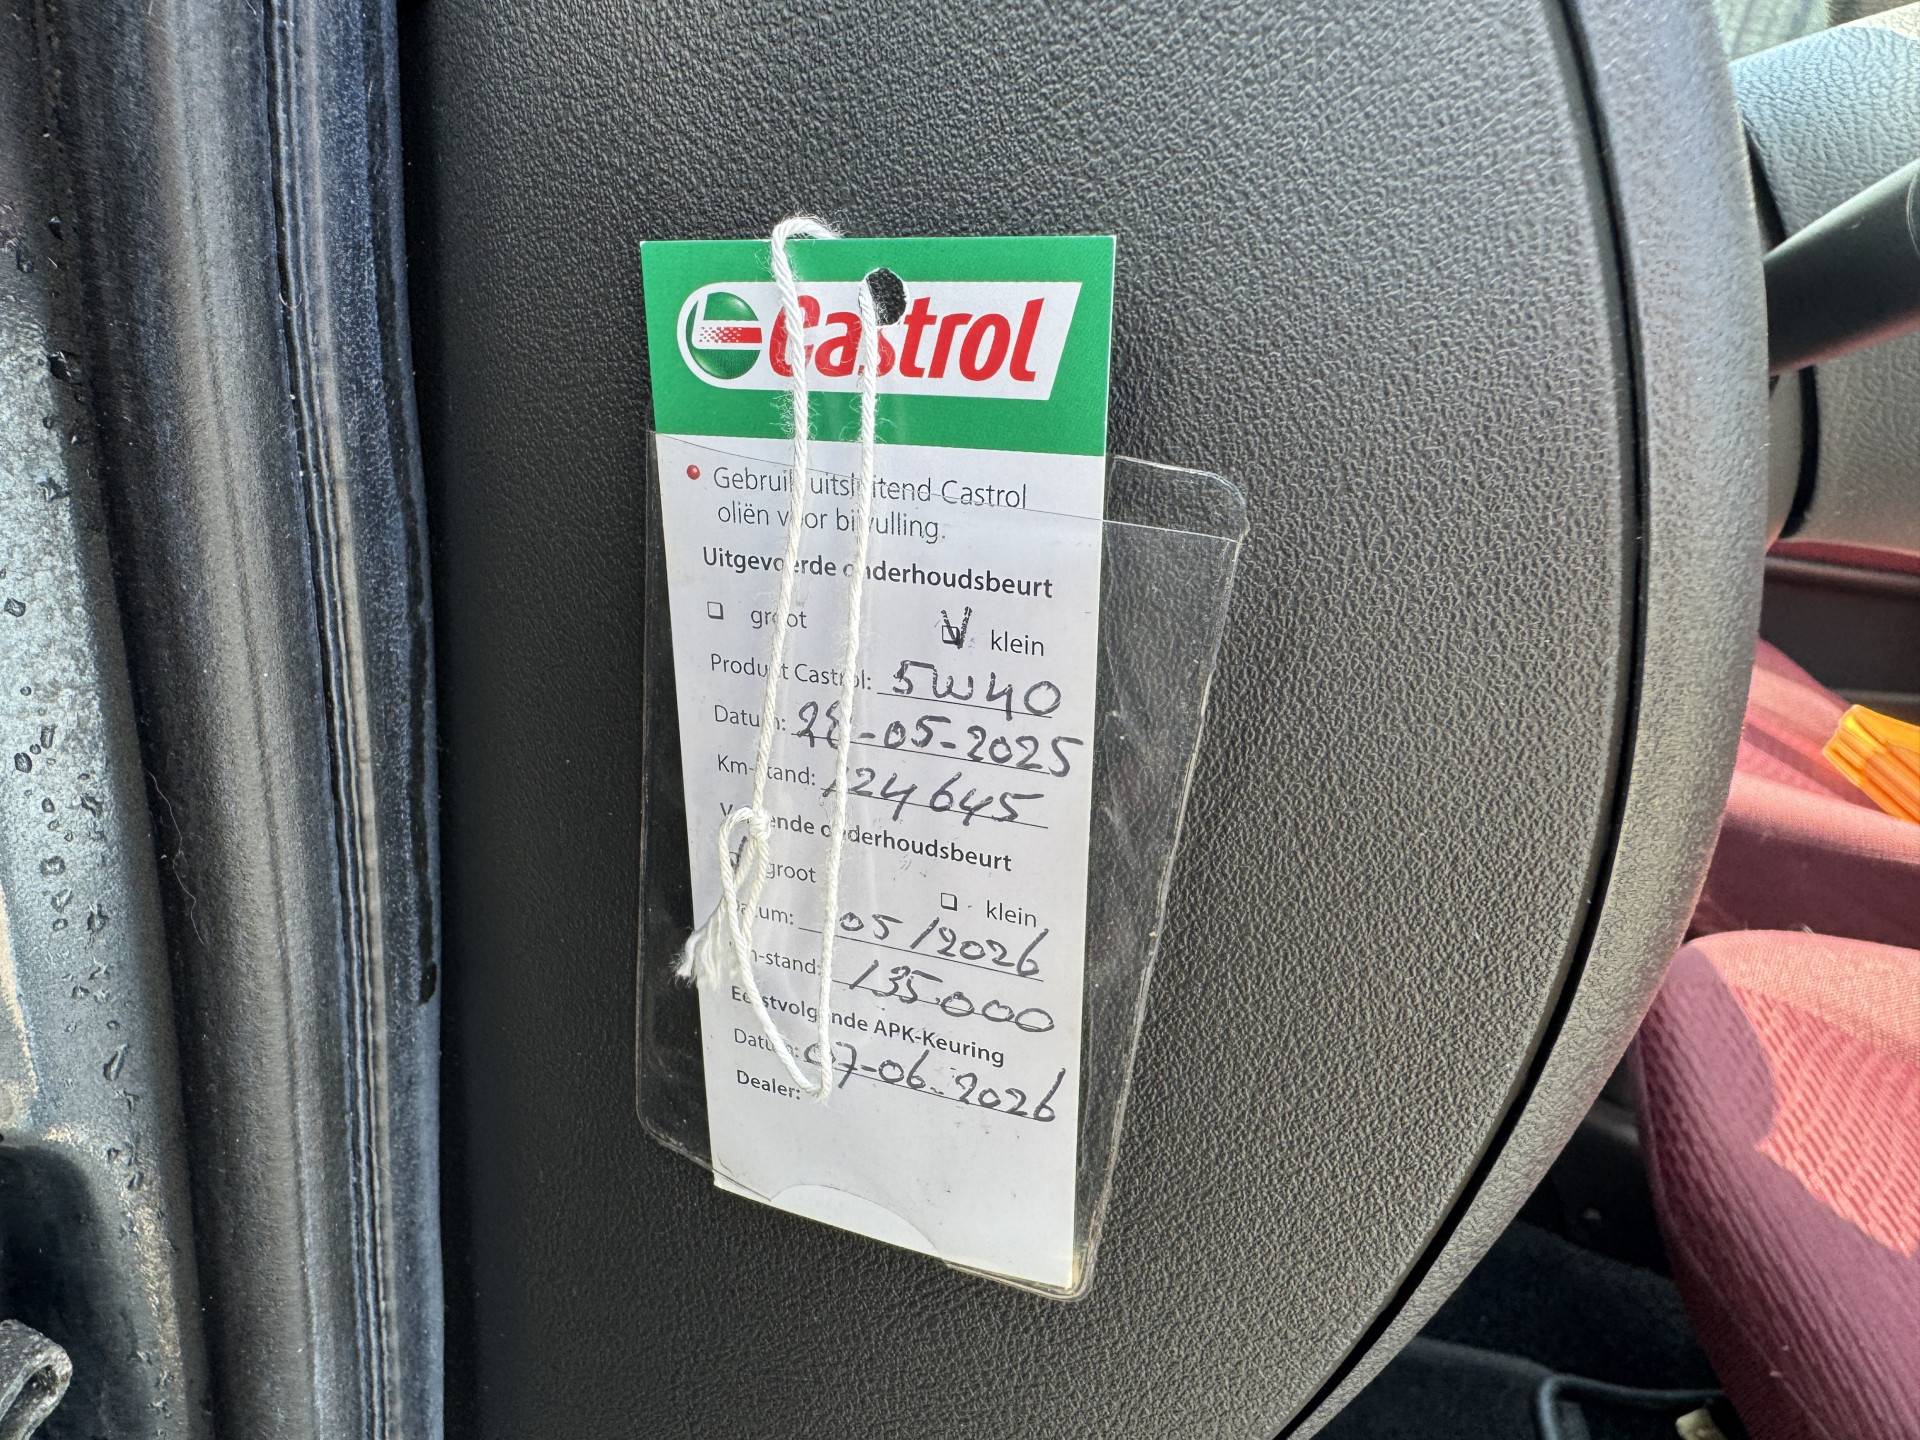 Castrol
Gebruik uitsluitend Castrol
oliën voor bijvulling.
Uitgevoerde onderhoudsbeurt
groot klein
Product Castrol: 5W40
Datum: 28-05-2025
Km-stand: 124645
Volgende onderhoudsbeurt
groot klein
Datum: 05/2026
Km-stand: 135.000
Eerstvolgende APK-Keuring
Datum: 07-06-2026
Dealer: